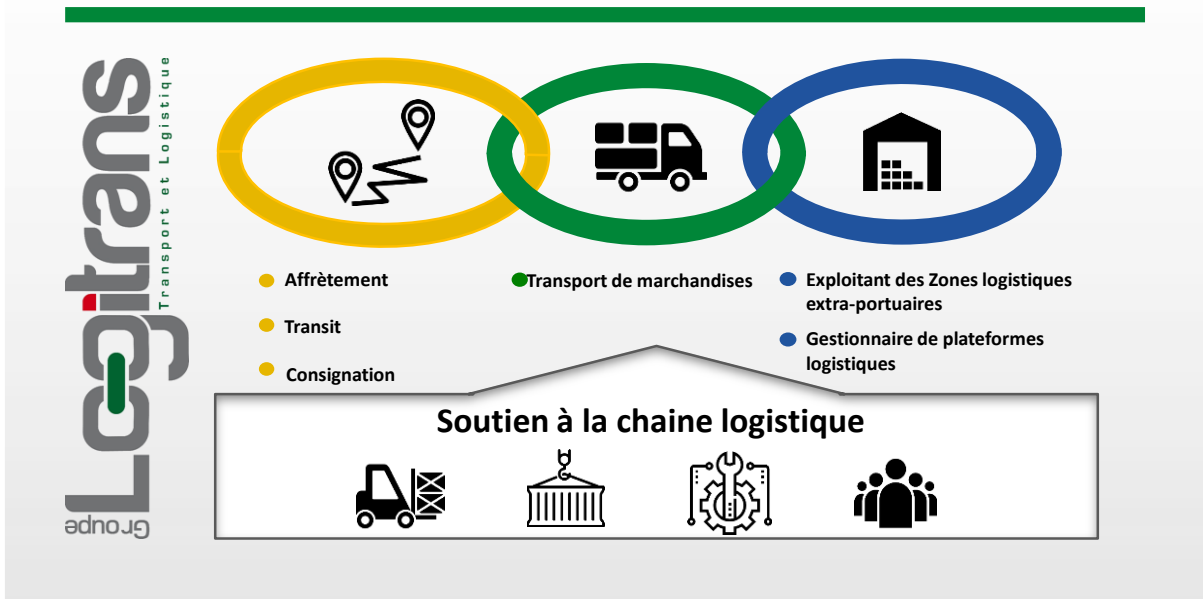 Groupe
Logitrans
Transport et Logistique
Affrètement
Transit
Consignation
Transport de marchandises
Exploitant des Zones logistiques
extra-portuaires
Gestionnaire de plateformes
logistiques
Soutien à la chaine logistique